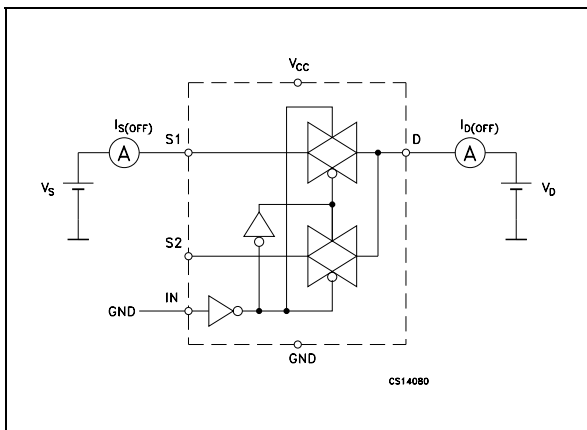 VCC
IS(OFF)
ID(OFF)
S1
D
A
A
VS
VD
S2
IN
GND
GND
CS14080